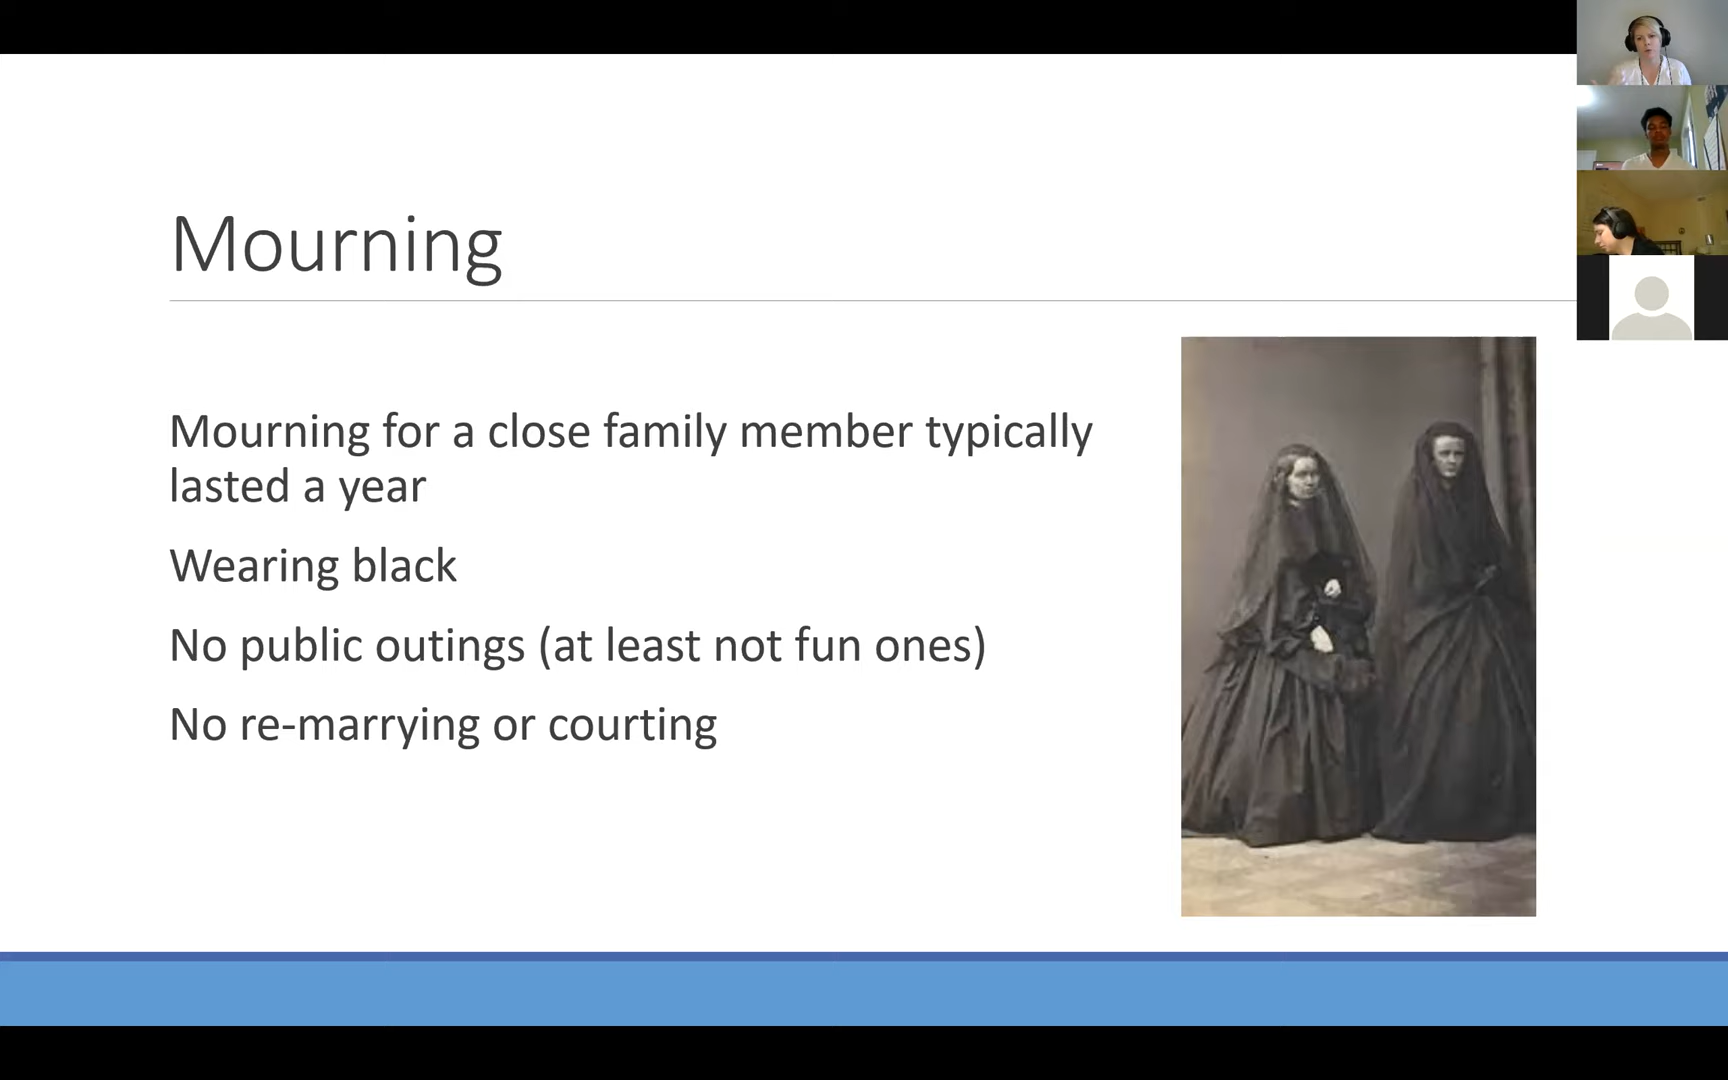 Mourning
Mourning for a close family member typically
lasted a year
Wearing black
No public outings (at least not fun ones)
No re-marrying or courting